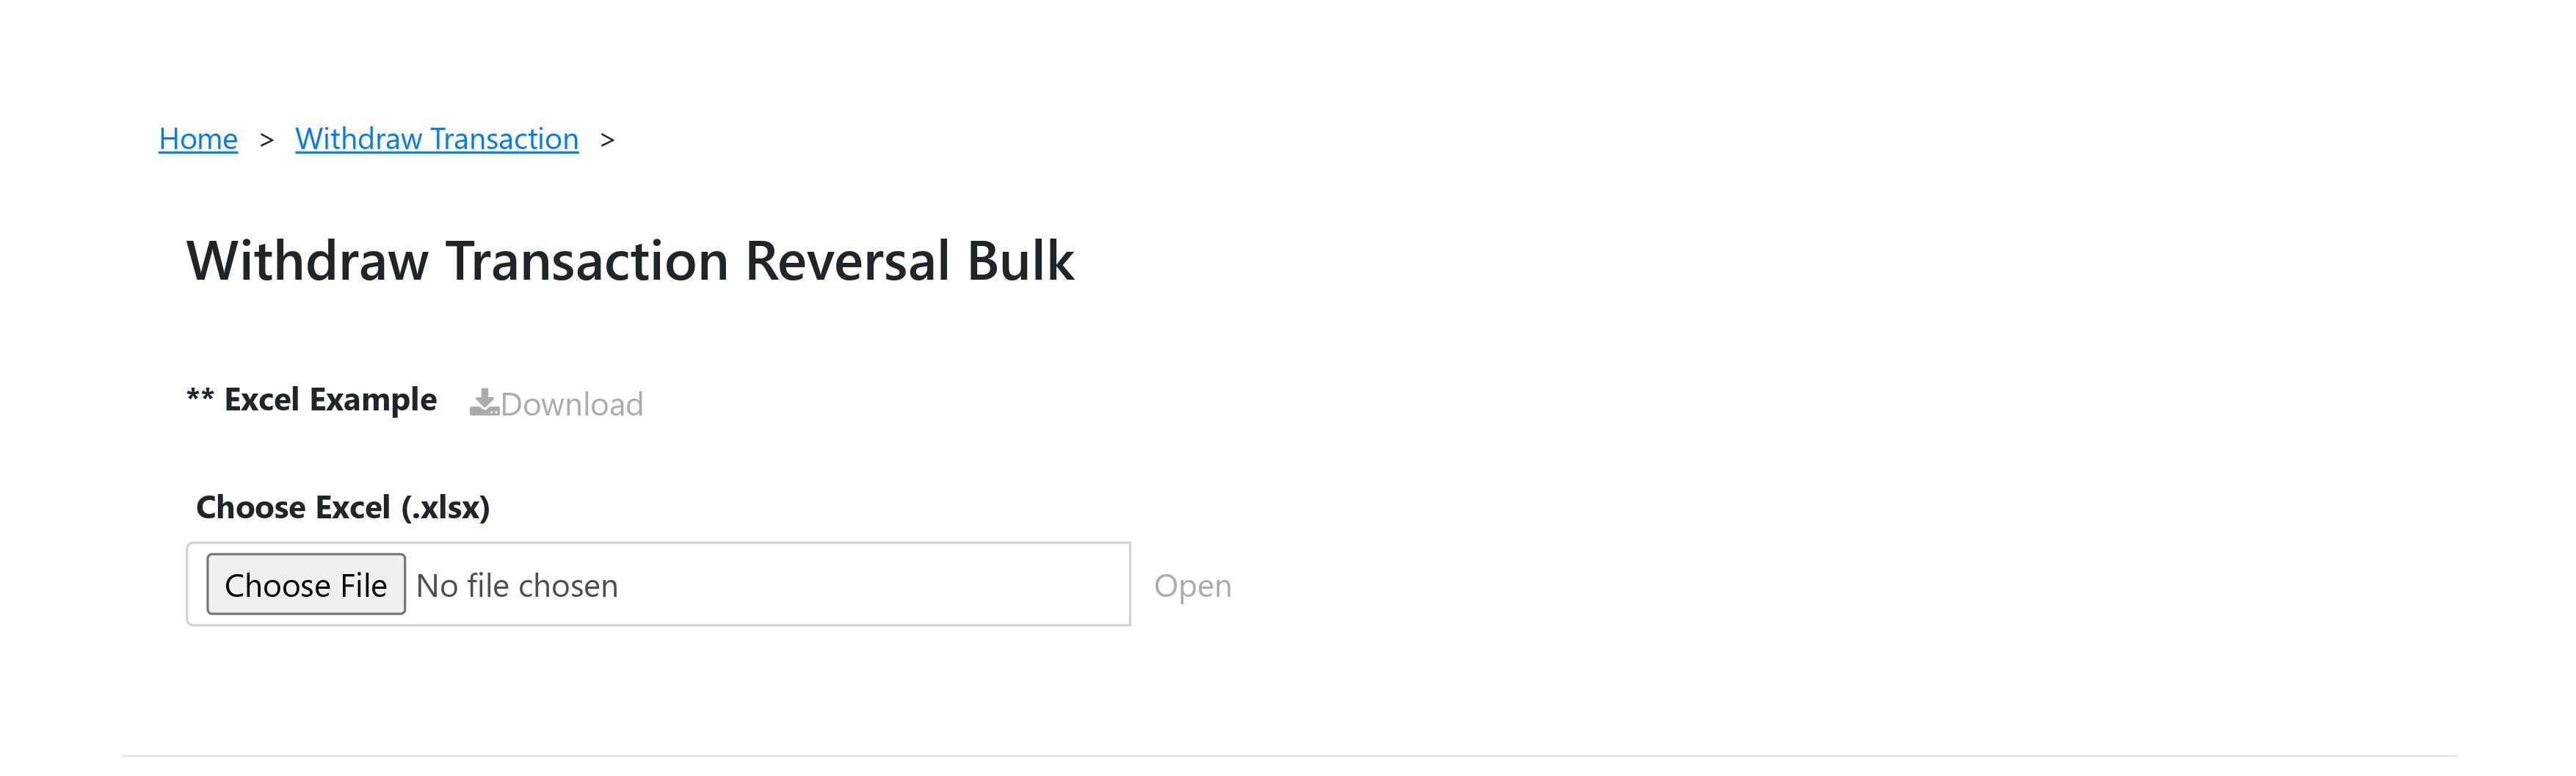 Home > Withdraw Transaction >
Withdraw Transaction Reversal Bulk
** Excel Example Download
Choose Excel (.xlsx)
Choose File No file chosen Open